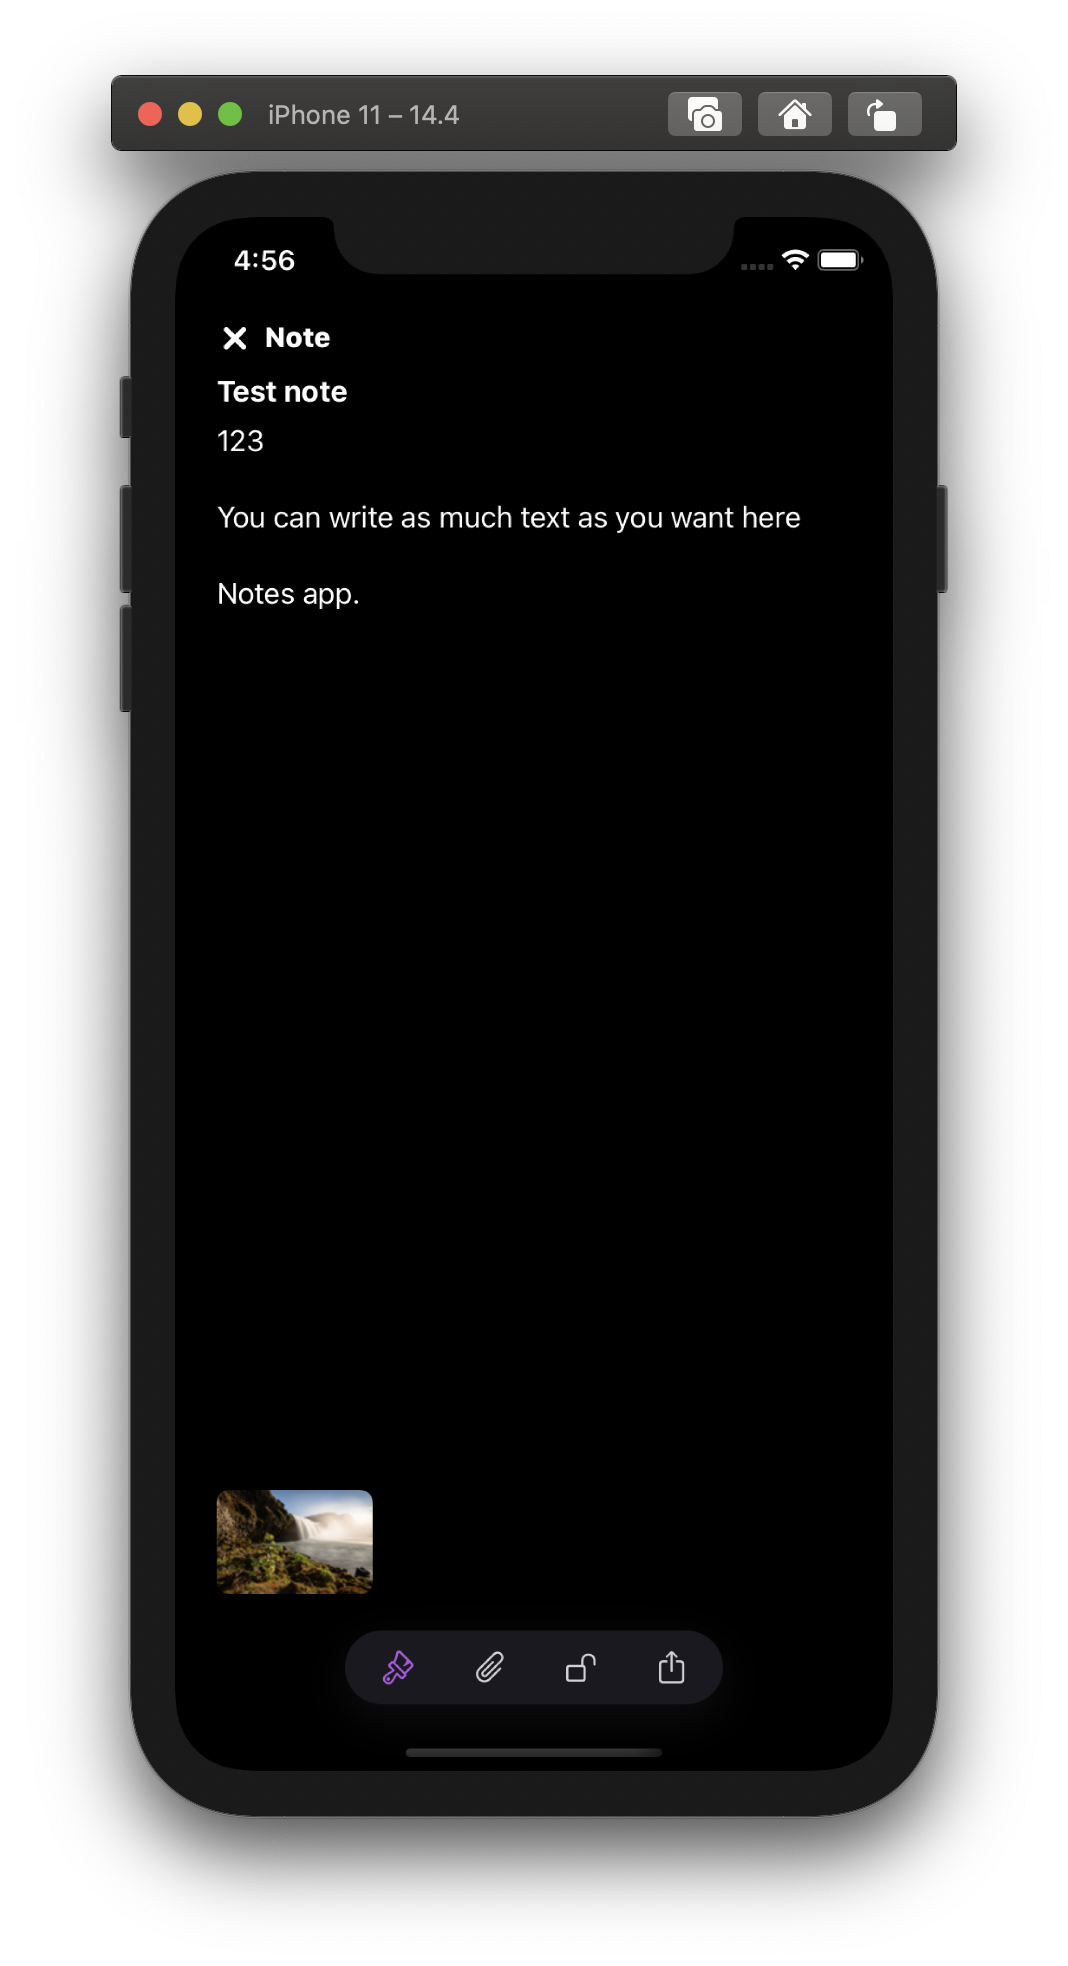 iPhone 11 – 14.4
4:56
Note
Test note
123
You can write as much text as you want here
Notes app.